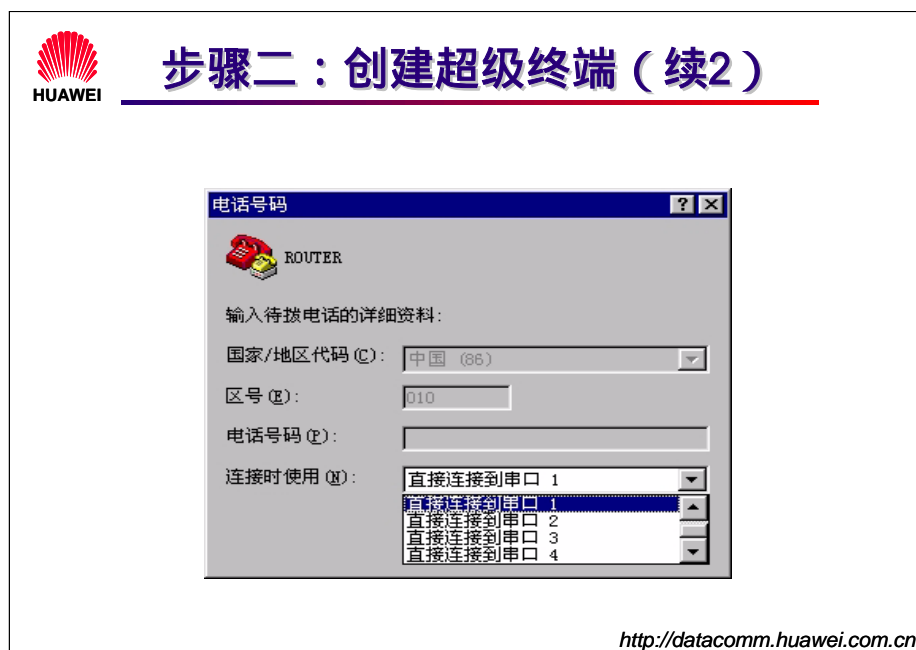 HUAWEI
步骤二：创建超级终端（续2）
电话号码
ROUTER
输入待拨电话的详细资料:
国家/地区代码(C): 中国 (86)
区号(E): 010
电话号码(P):
连接时使用(N): 直接连接到串口 1
直接连接到串口 1
直接连接到串口 2
直接连接到串口 3
直接连接到串口 4
http://datacomm.huawei.com.cn